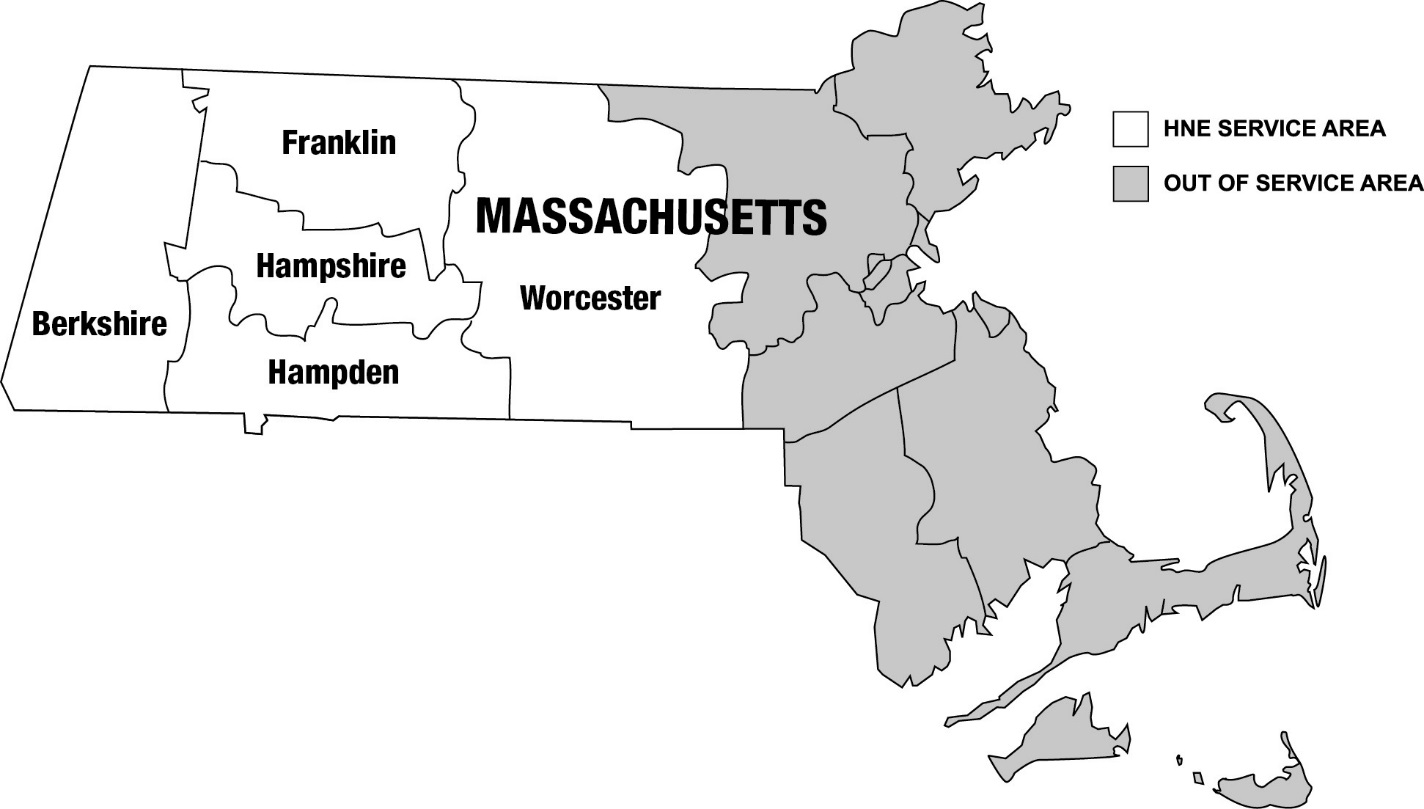 HNE SERVICE AREA
OUT OF SERVICE AREA
Franklin
MASSACHUSETTS
Hampshire
Worcester
Berkshire
Hampden